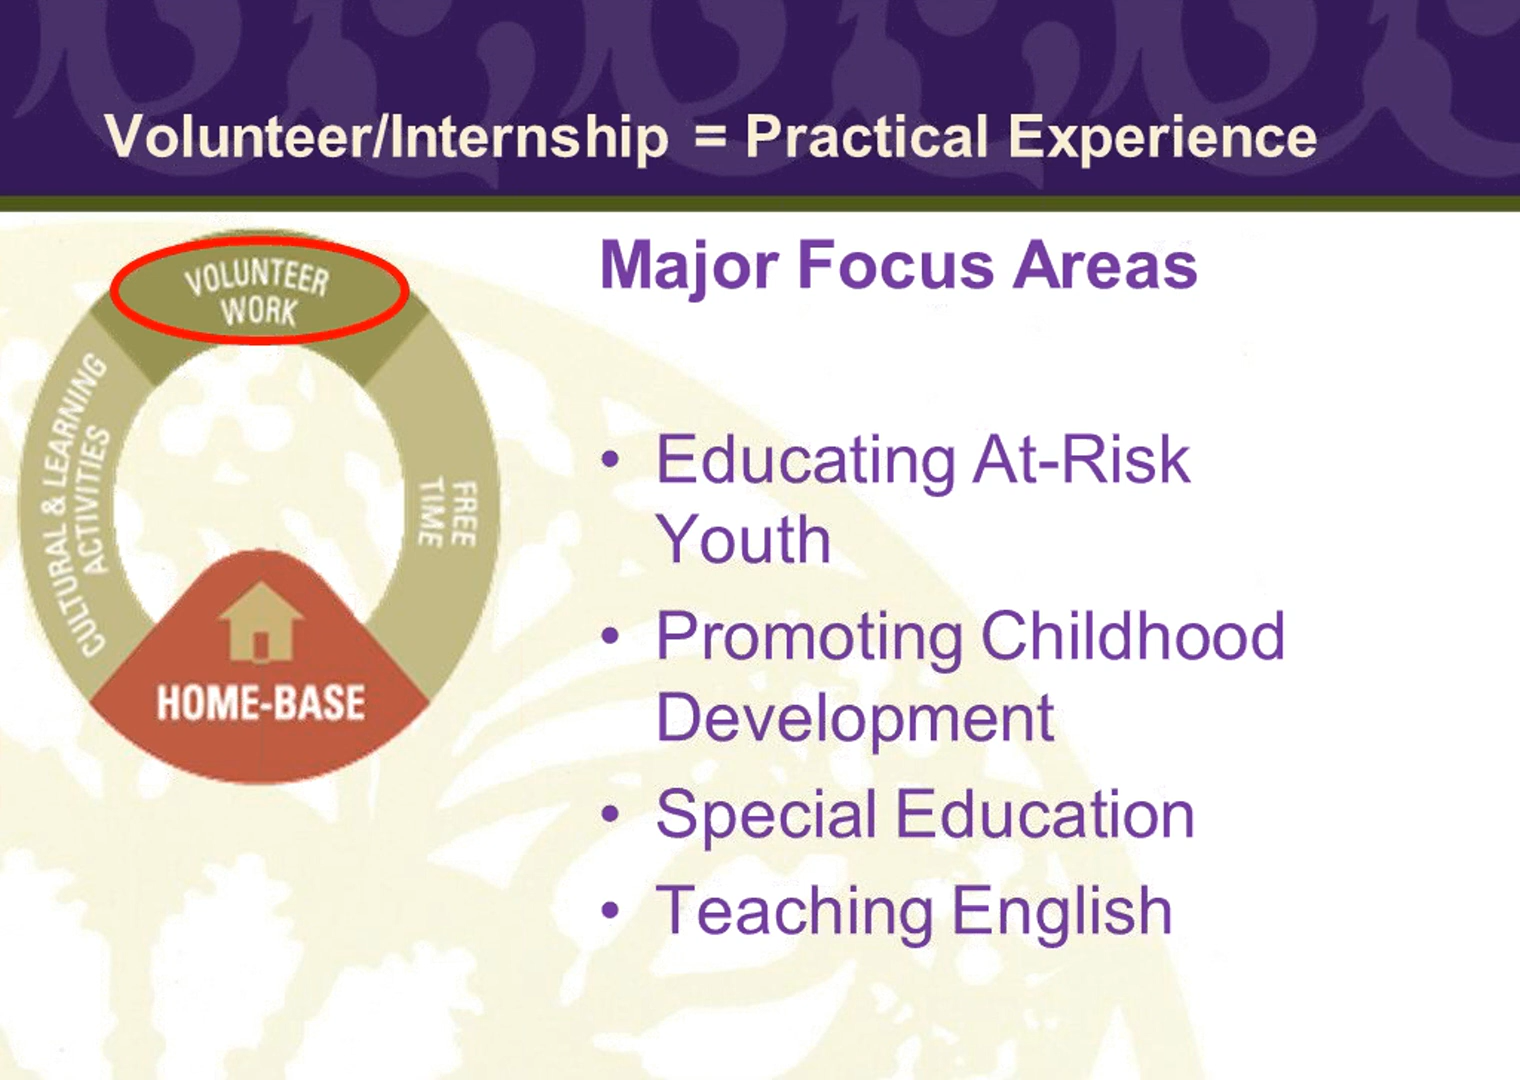 Volunteer/Internship = Practical Experience
VOLUNTEER
WORK
CULTURAL & LEARNING
ACTIVITIES
FREE
TIME
HOME-BASE
Major Focus Areas
• Educating At-Risk
Youth
• Promoting Childhood
Development
• Special Education
• Teaching English